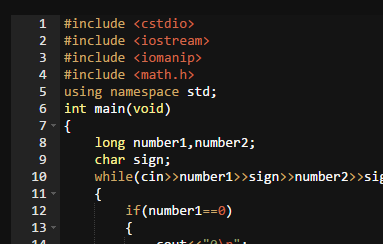 1 #include <cstdio>
2 #include <iostream>
3 #include <iomanip>
4 #include <math.h>
5 using namespace std;
6 int main(void)
7 {
8 long number1,number2;
9 char sign;
10 while(cin>>number1>>sign>>number2>>sig
11 {
12 if(number1==0)
13 {
14 cout<<"0\n";